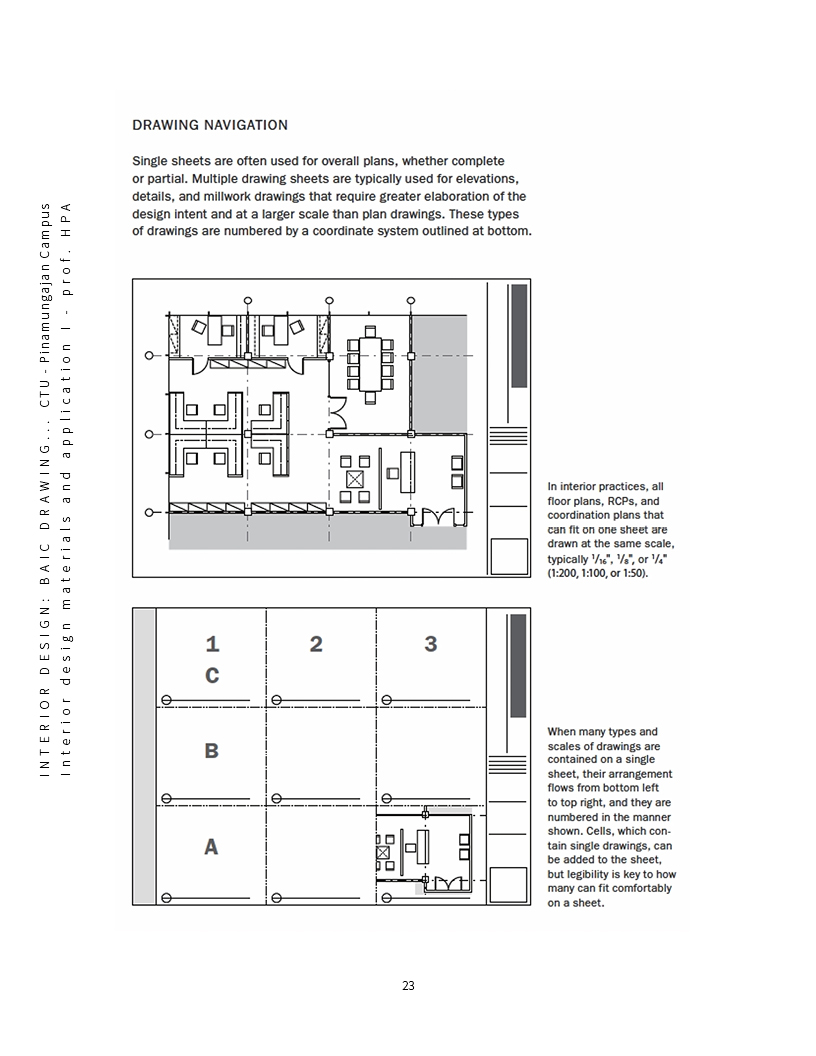 DRAWING NAVIGATION
Single sheets are often used for overall plans, whether complete
or partial. Multiple drawing sheets are typically used for elevations,
details, and millwork drawings that require greater elaboration of the
design intent and at a larger scale than plan drawings. These types
of drawings are numbered by a coordinate system outlined at bottom.
INTERIOR DESIGN: BAIC DRAWING... CTU - Pinamungajan Campus
Interior design materials and application I - prof. HPA
In interior practices, all
floor plans, RCPs, and
coordination plans that
can fit on one sheet are
drawn at the same scale,
typically 1/16", 1/8", or 1/4"
(1:200, 1:100, or 1:50).
1
2
3
C
B
A
When many types and
scales of drawings are
contained on a single
sheet, their arrangement
flows from bottom left
to top right, and they are
numbered in the manner
shown. Cells, which con-
tain single drawings, can
be added to the sheet,
but legibility is key to how
many can fit comfortably
on a sheet.
23